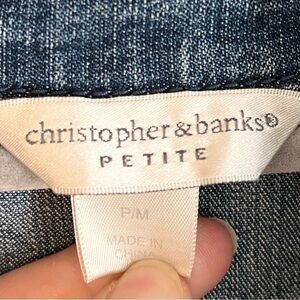 christopher&banks®
PETITE
P/M
MADE IN
CHINA